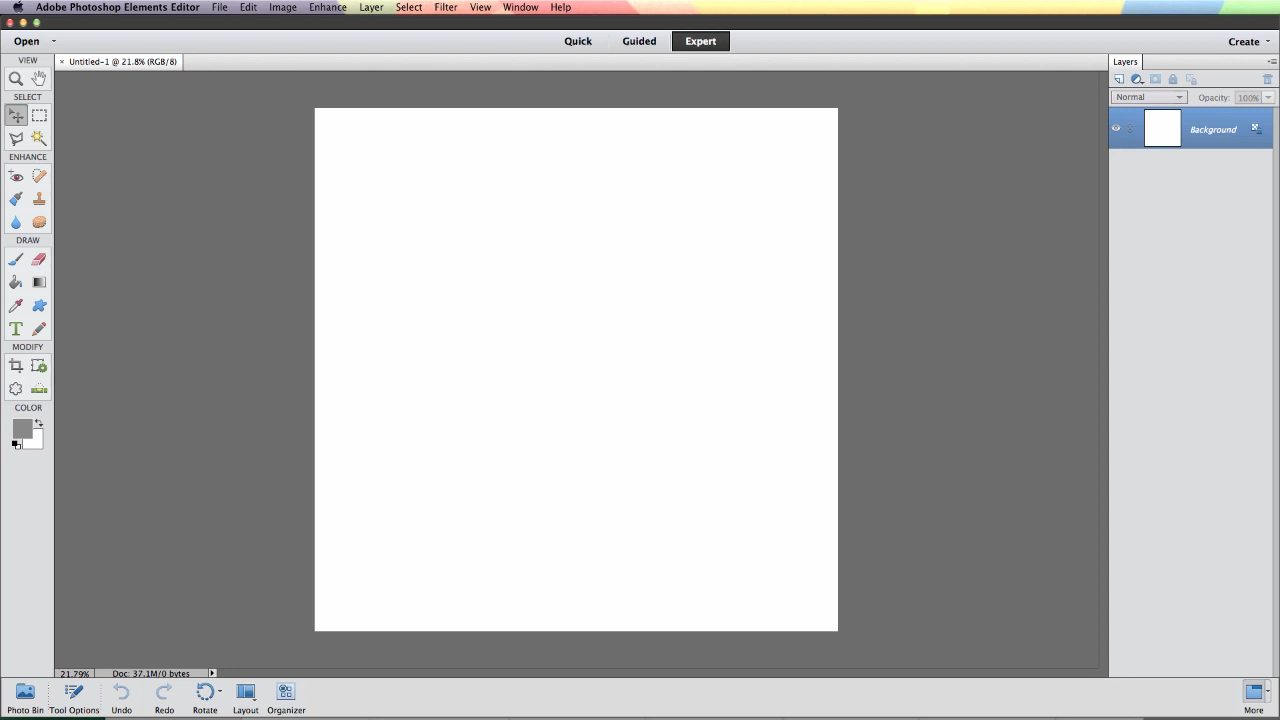 Adobe Photoshop Elements Editor File Edit Image Enhance Layer Select Filter View Window Help
Open Quick Guided Expert Create
VIEW × Untitled-1 @ 21.8% (RGB/8) Layers
SELECT
Normal Opacity: 100%
Background
ENHANCE
DRAW
T
MODIFY
COLOR
21.79% Doc: 37.1M/0 bytes
Photo Bin Tool Options Undo Redo Rotate Layout Organizer More